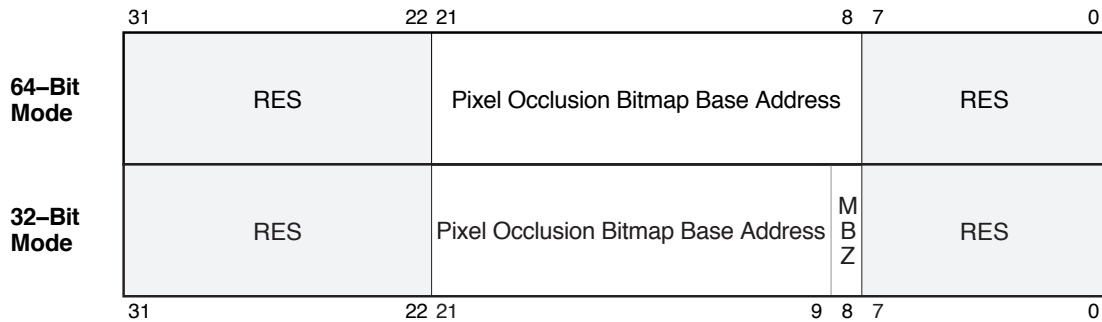 31 22 21 8 7 0
64–Bit
Mode
RES Pixel Occlusion Bitmap Base Address RES
32–Bit
Mode
RES Pixel Occlusion Bitmap Base Address M
B
Z RES
31 22 21 9 8 7 0